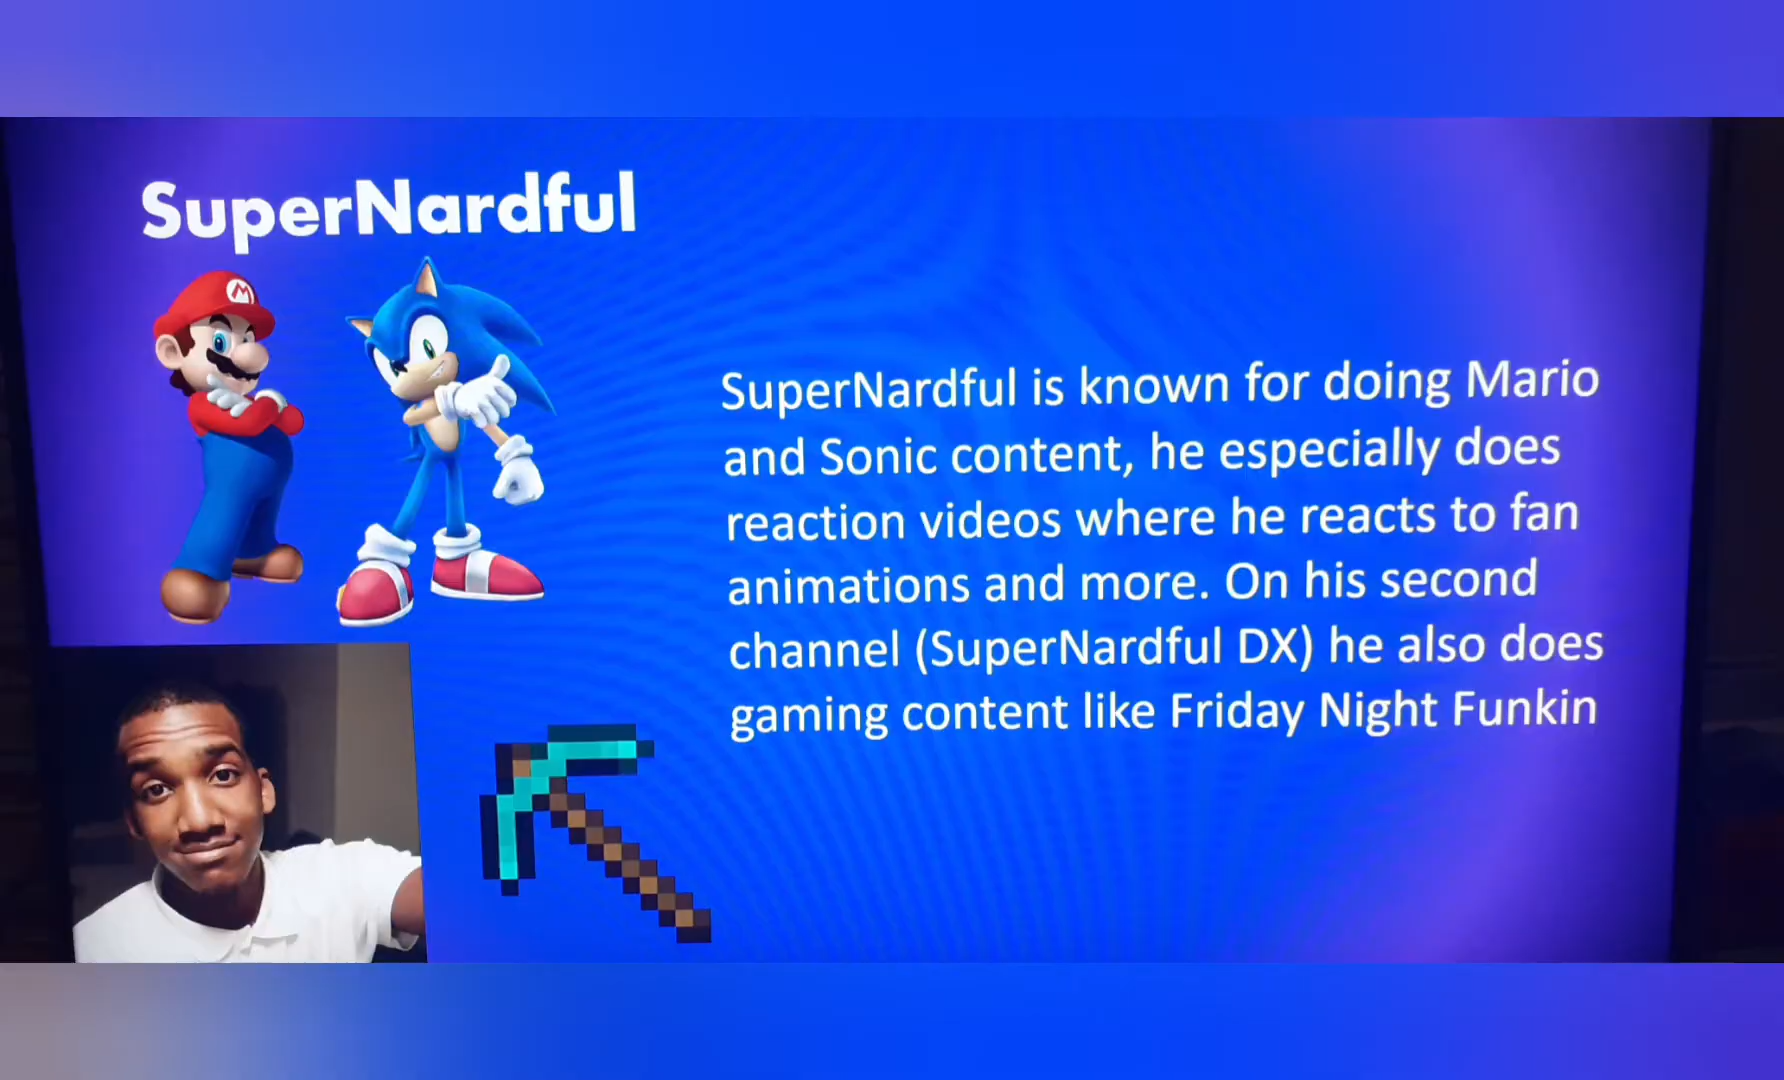 SuperNardful
M
SuperNardful is known for doing Mario
and Sonic content, he especially does
reaction videos where he reacts to fan
animations and more. On his second
channel (SuperNardful DX) he also does
gaming content like Friday Night Funkin